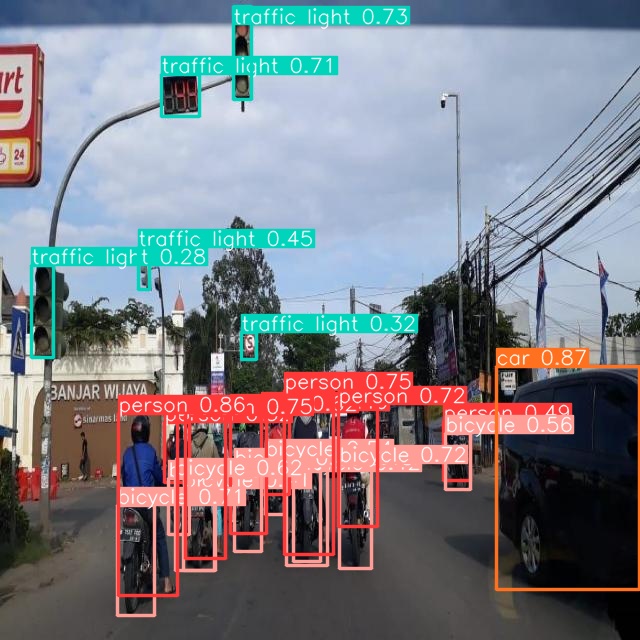 traffic light 0.73
traffic light 0.71
rt
24
traffic light 0.45
traffic light 0.28
traffic light 0.32
car 0.87
person 0.75
person 0.72
person 0.86
0.75
person 0.49
bicycle 0.56
BANJAR WIJAYA
sinarmas land
bicycle 0.72
bicycle 0.62
bicycle 0.71